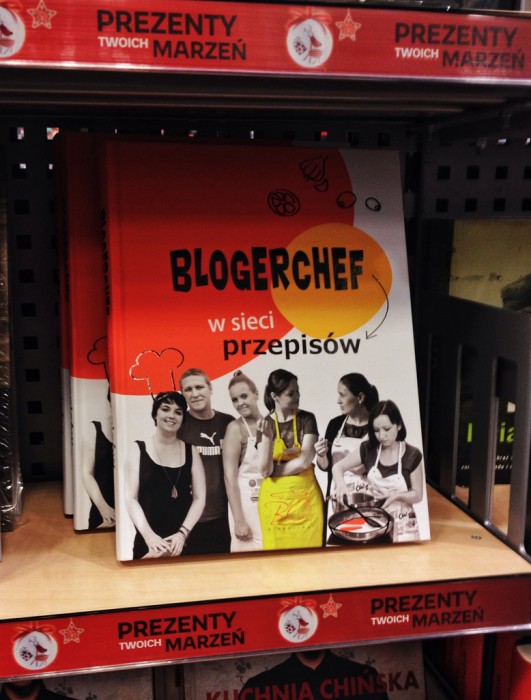 PREZENTY
TWOICH MARZEŃ
PREZENTY
TWOICH MARZEŃ
BLOGERCHEF
w sieci
przepisów
PUMA
PREZENTY
TWOICH MARZEŃ
PREZENTY
TWOICH MARZEŃ
KUCHNIA CHIŃSKA